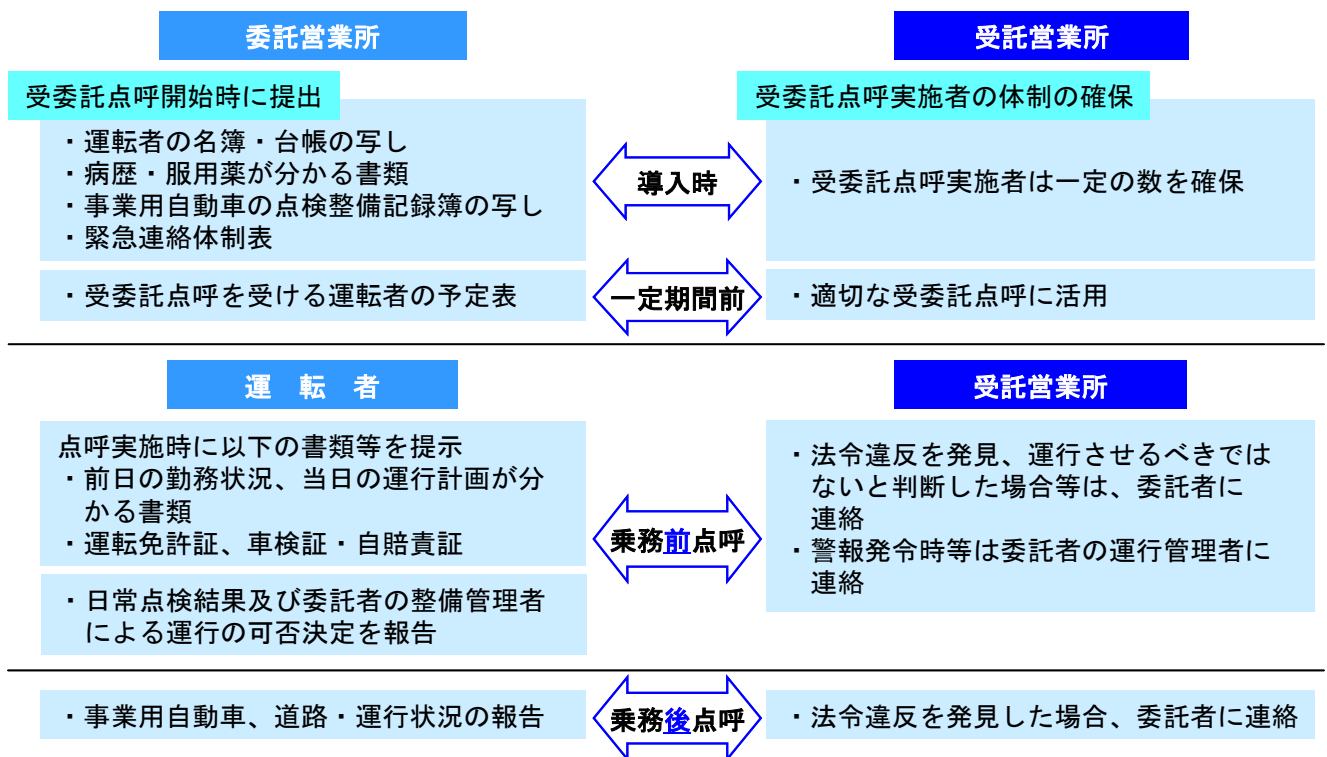 委託営業所
受託営業所
受委託点呼開始時に提出
・運転者の名簿・台帳の写し
・病歴・服用薬が分かる書類
・事業用自動車の点検整備記録簿の写し
・緊急連絡体制表
導入時
受委託点呼実施者の体制の確保
・受委託点呼実施者は一定の数を確保
・受委託点呼を受ける運転者の予定表
一定期間前
・適切な受委託点呼に活用
運 転 者
受託営業所
点呼実施時に以下の書類等を提示
・前日の勤務状況、当日の運行計画が分
かる書類
・運転免許証、車検証・自賠責証
・日常点検結果及び委託者の整備管理者
による運行の可否決定を報告
乗務前点呼
・法令違反を発見、運行させるべきでは
ないと判断した場合等は、委託者に
連絡
・警報発令時等は委託者の運行管理者に
連絡
・事業用自動車、道路・運行状況の報告
乗務後点呼
・法令違反を発見した場合、委託者に連絡